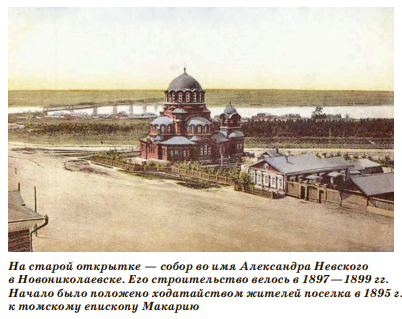 На старой открытке — собор во имя Александра Невского
в Новониколаевске. Его строительство велось в 1897—1899 гг.
Начало было положено ходатайством жителей поселка в 1895 г.
к томскому епископу Макарию